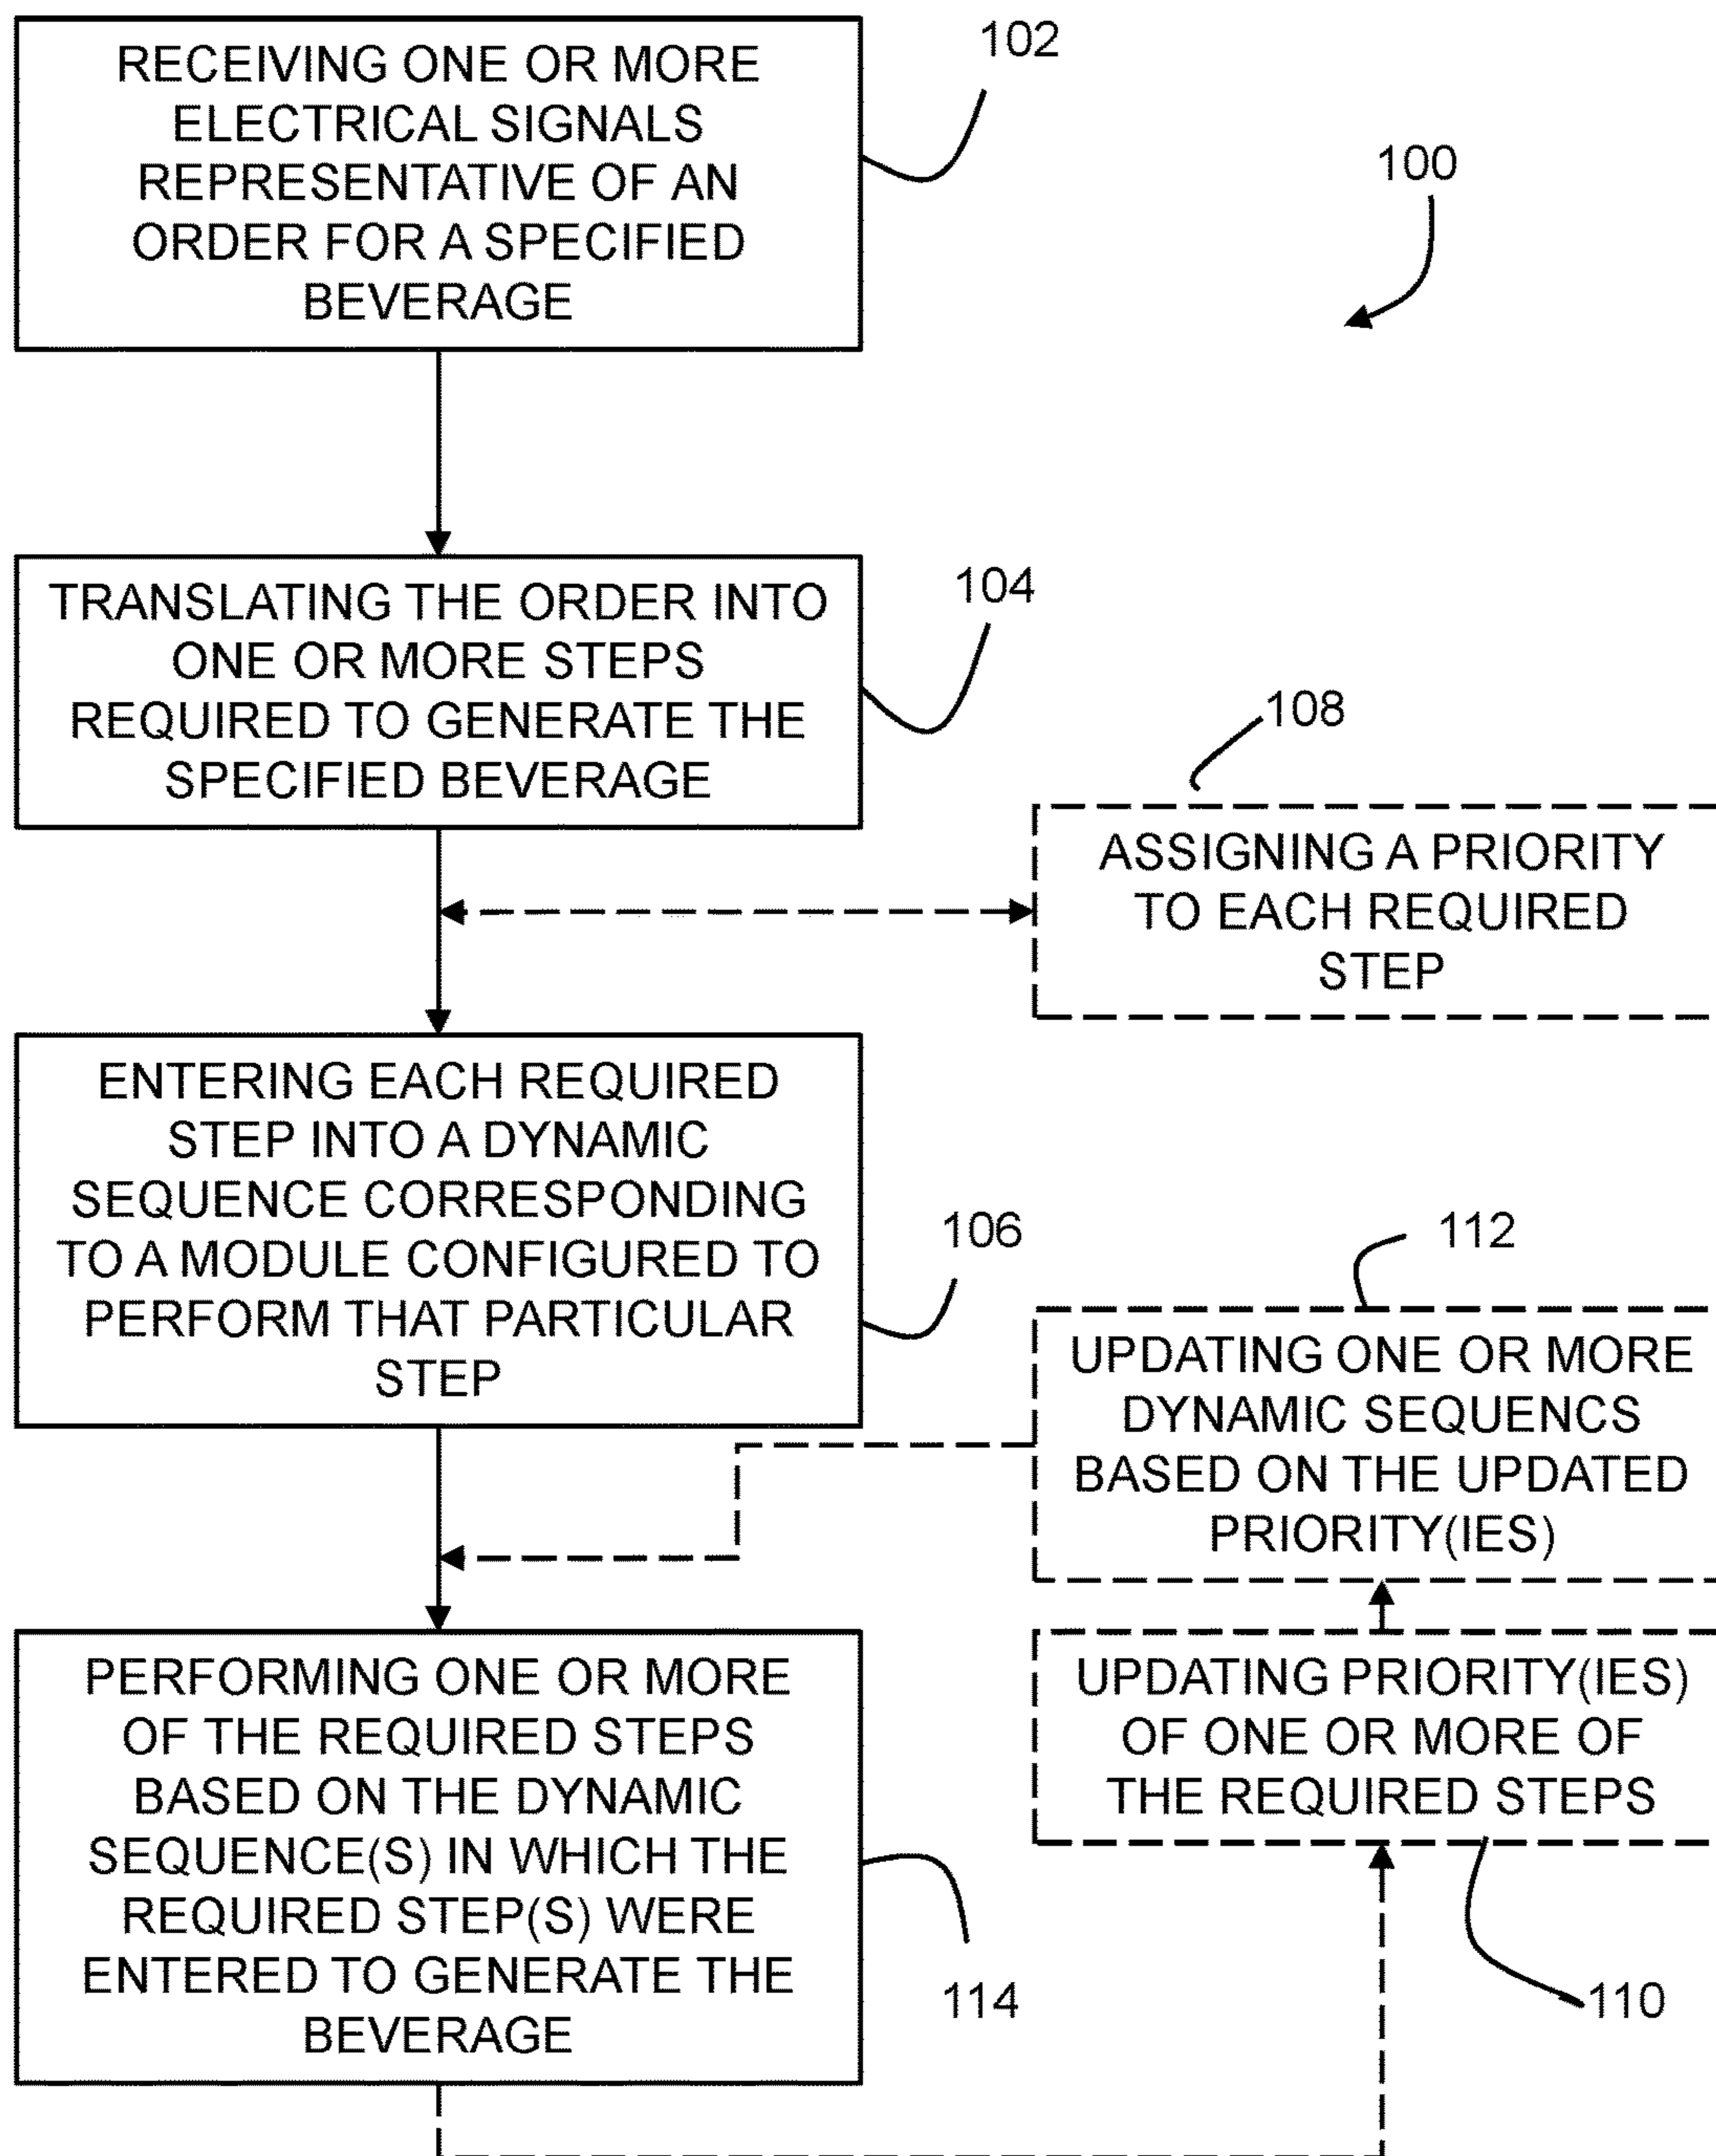 RECEIVING ONE OR MORE
ELECTRICAL SIGNALS
REPRESENTATIVE OF AN
ORDER FOR A SPECIFIED
BEVERAGE
102
100
TRANSLATING THE ORDER INTO
ONE OR MORE STEPS
REQUIRED TO GENERATE THE
SPECIFIED BEVERAGE
104
108
ASSIGNING A PRIORITY
TO EACH REQUIRED
STEP
ENTERING EACH REQUIRED
STEP INTO A DYNAMIC
SEQUENCE CORRESPONDING
TO A MODULE CONFIGURED TO
PERFORM THAT PARTICULAR
STEP
106
112
UPDATING ONE OR MORE
DYNAMIC SEQUENCS
BASED ON THE UPDATED
PRIORITY(IES)
UPDATING PRIORITY(IES)
OF ONE OR MORE OF
THE REQUIRED STEPS
110
PERFORMING ONE OR MORE
OF THE REQUIRED STEPS
BASED ON THE DYNAMIC
SEQUENCE(S) IN WHICH THE
REQUIRED STEP(S) WERE
ENTERED TO GENERATE THE
BEVERAGE
114